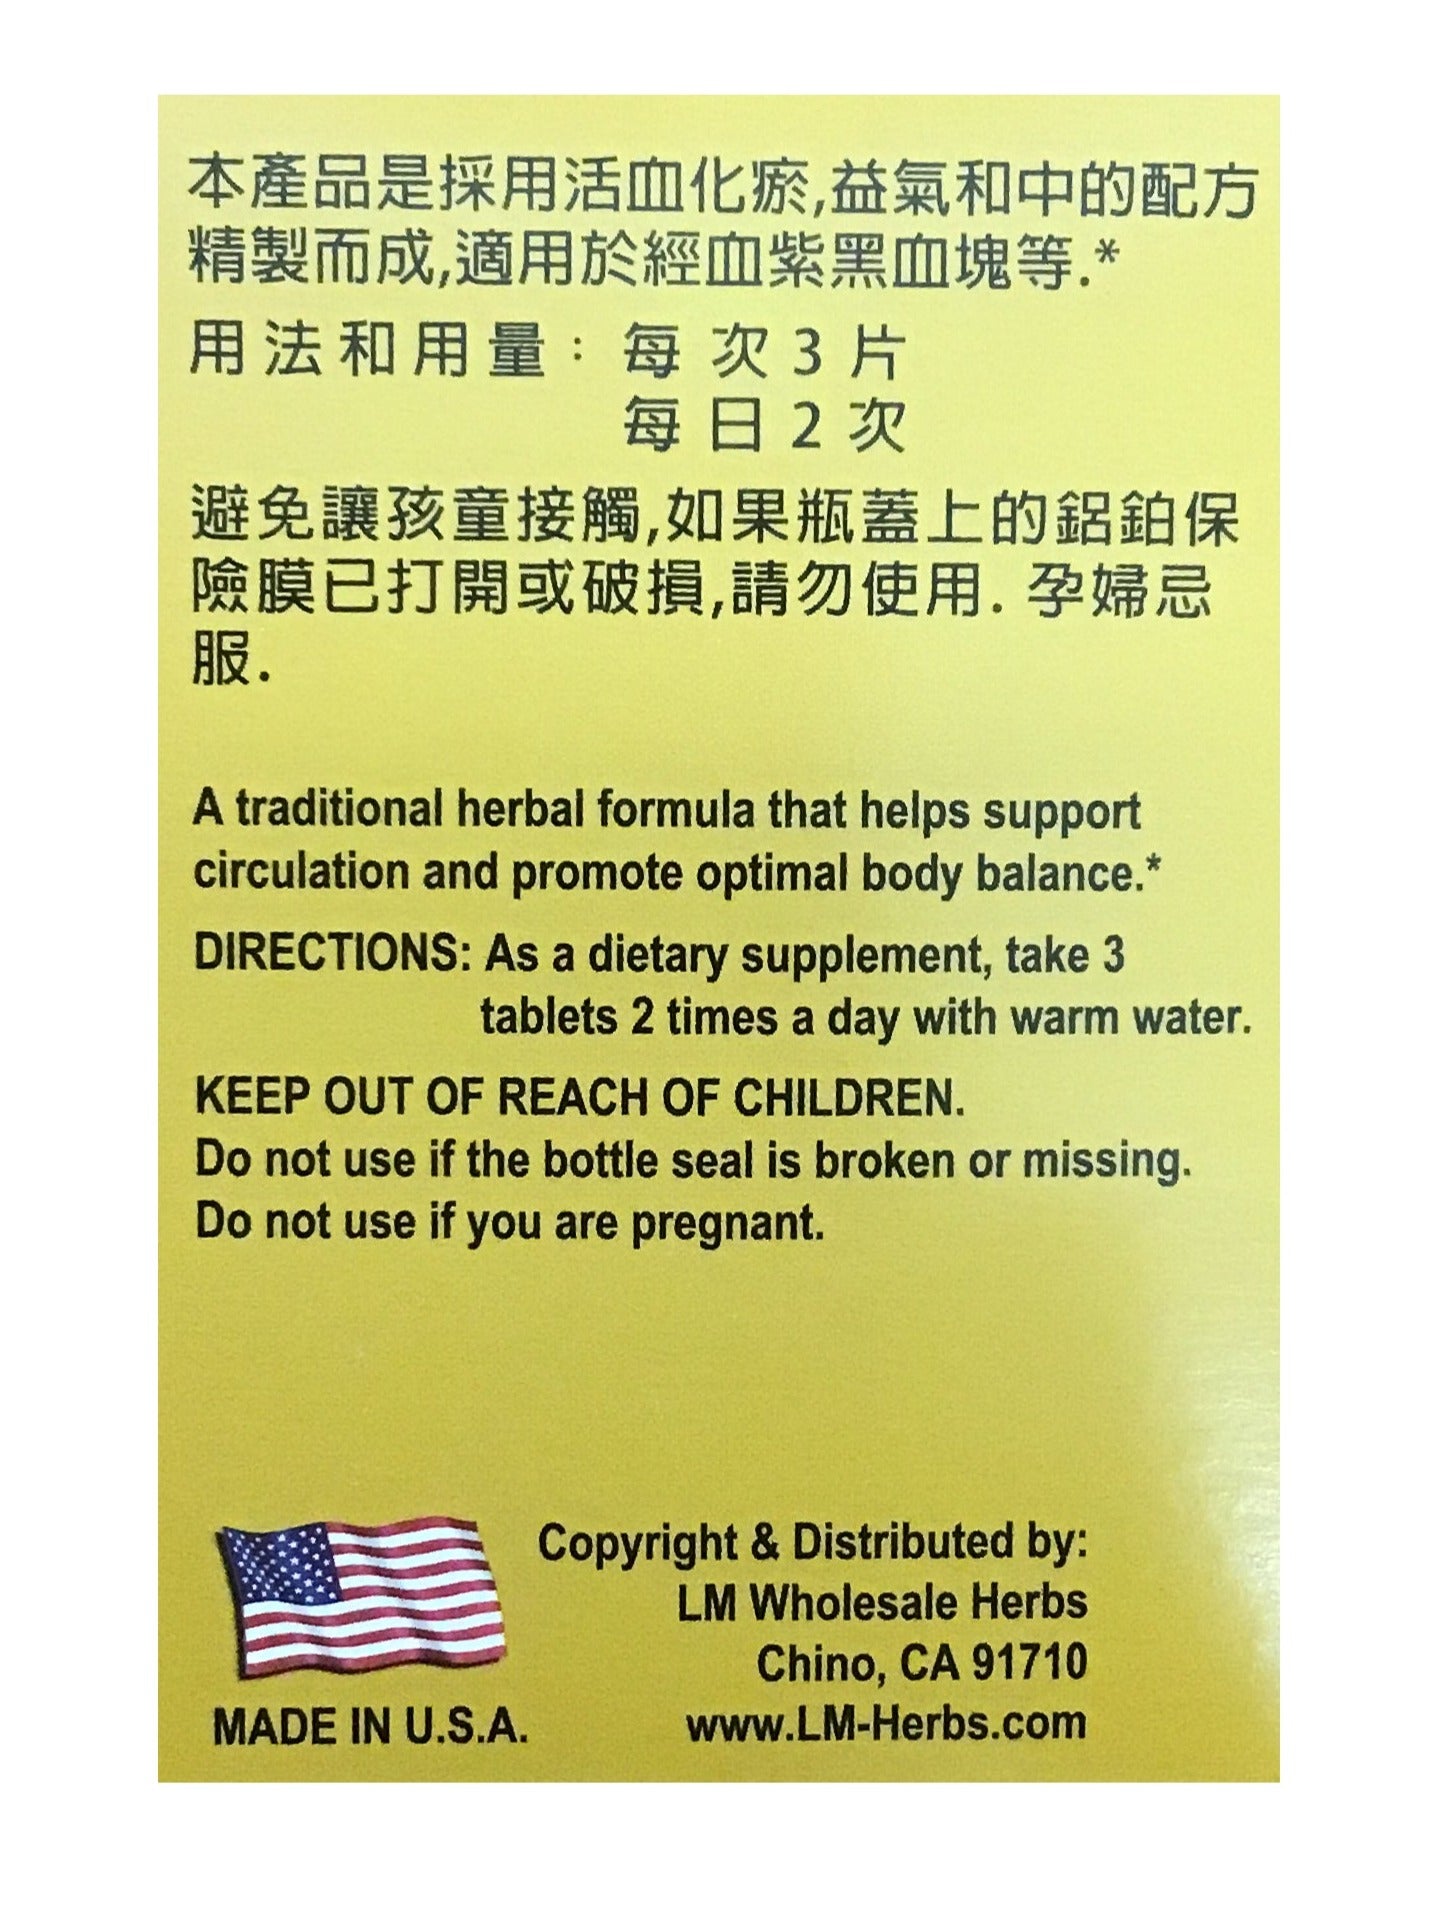 本產品是採用活血化瘀,益氣和中的配方
精製而成,適用於經血紫黑血塊等.*
用法和用量: 每次3片
每日2次
避免讓孩童接觸,如果瓶蓋上的鋁鉑保
險膜已打開或破損,請勿使用. 孕婦忌
服.
A traditional herbal formula that helps support
circulation and promote optimal body balance.*
DIRECTIONS: As a dietary supplement, take 3
tablets 2 times a day with warm water.
KEEP OUT OF REACH OF CHILDREN.
Do not use if the bottle seal is broken or missing.
Do not use if you are pregnant.
MADE IN U.S.A.
Copyright & Distributed by:
LM Wholesale Herbs
Chino, CA 91710
www.LM-Herbs.com